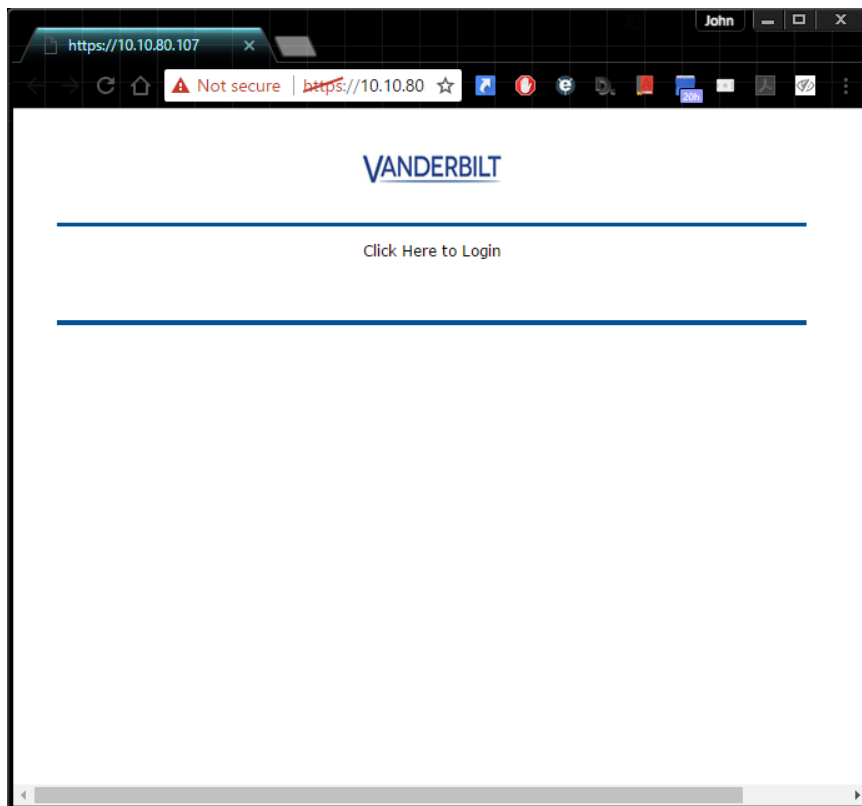 John
https://10.10.80.107
Not secure | https://10.10.80
20h
VANDERBILT
Click Here to Login